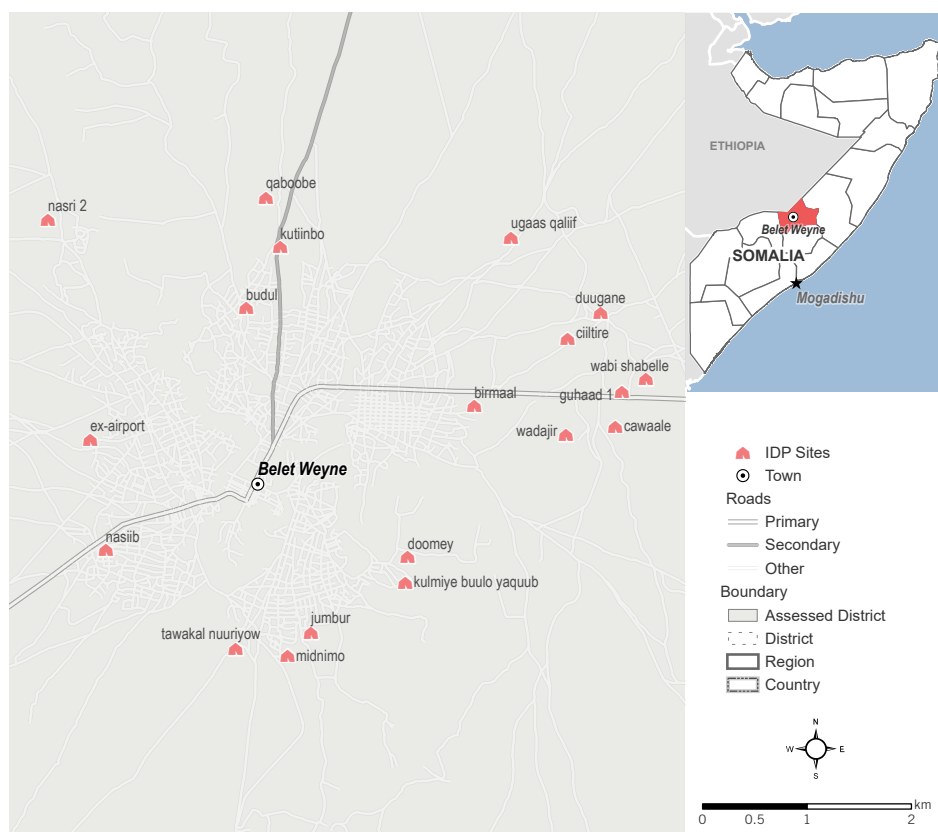 qaboobe
nasri 2
ugaas qaliif
kutiinbo
budul
duugane
ciiltire
wabi shabelle
birmaal
guhaad 1
ex-airport
wadajir
cawaale
Belet Weyne
nasiib
doomey
kulmiye buulo yaquub
jumbur
tawakal nuuriyow
midnimo
ETHIOPIA
Belet Weyne
SOMALIA
Mogadishu
IDP Sites
Town
Roads
Primary
Secondary
Other
Boundary
Assessed District
District
Region
Country
N
W E
S
km
0 0.5 1 2